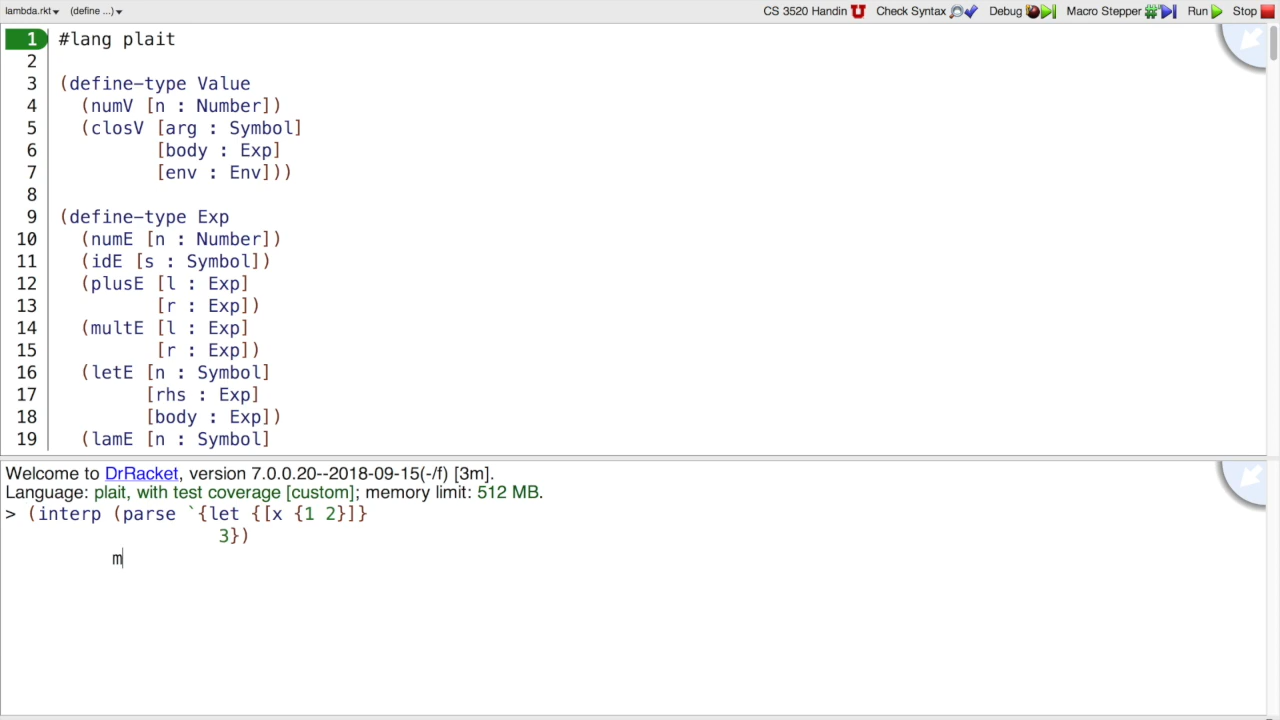 lambda.rkt▾ (define ...)▾ CS 3520 Handin Check Syntax Debug Macro Stepper Run Stop
1 #lang plait
2
3 (define-type Value
4 (numV [n : Number])
5 (closV [arg : Symbol]
6 [body : Exp]
7 [env : Env]))
8
9 (define-type Exp
10 (numE [n : Number])
11 (idE [s : Symbol])
12 (plusE [l : Exp]
13 [r : Exp])
14 (multE [l : Exp]
15 [r : Exp])
16 (letE [n : Symbol]
17 [rhs : Exp]
18 [body : Exp])
19 (lamE [n : Symbol]
Welcome to DrRacket, version 7.0.0.20--2018-09-15(-/f) [3m].
Language: plait, with test coverage [custom]; memory limit: 512 MB.
> (interp (parse `{let {[x {1 2}]}
3})
m